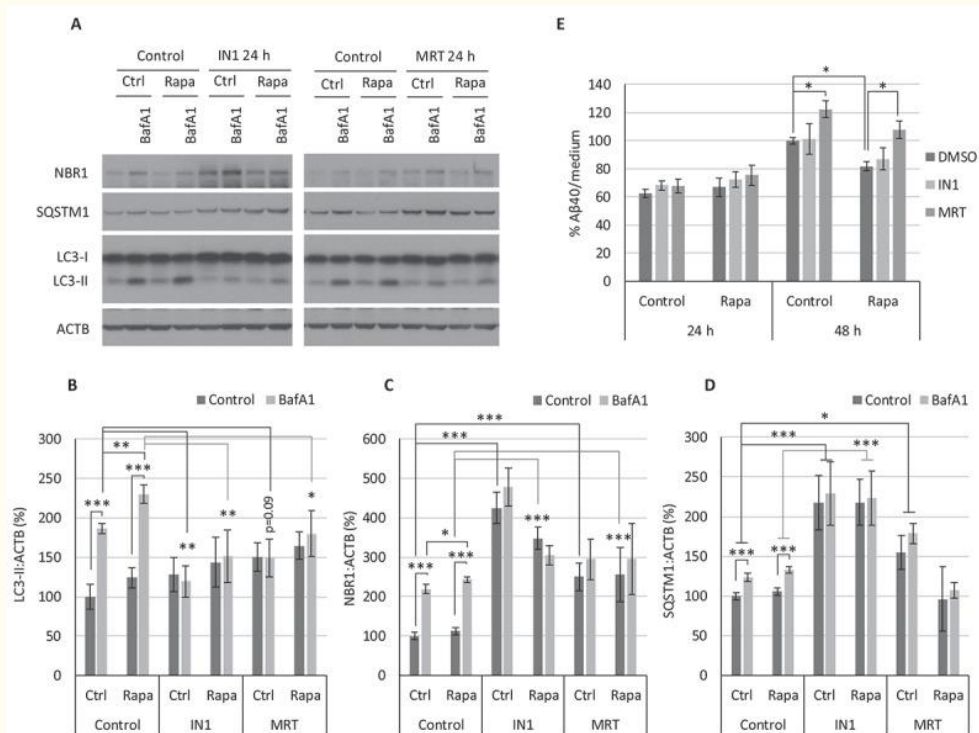 A
Control IN1 24 h Control MRT 24 h
Ctrl Rapa Ctrl Rapa Ctrl Rapa Ctrl Rapa
BafA1 BafA1 BafA1 BafA1 BafA1 BafA1 BafA1 BafA1
NBR1
SQSTM1
LC3-I
LC3-II
ACTB
E
% Aβ40/medium
140
120
100
80
60
40
20
0
* * *
DMSO
IN1
MRT
Control Rapa Control Rapa
24 h 48 h
B
Control BafA1
LC3-II:ACTB (%)
300
250
200
150
100
50
0
**
*** *** ** ** p=0.09 *
Ctrl Rapa Ctrl Rapa Ctrl Rapa
Control IN1 MRT
C
Control BafA1
NBR1:ACTB (%)
600
500
400
300
200
100
0
***
***
*
*** *** *** ***
Ctrl Rapa Ctrl Rapa Ctrl Rapa
Control IN1 MRT
D
Control BafA1
SQSTM1:ACTB (%)
300
250
200
150
100
50
0
*
*** ***
*** ***
Ctrl Rapa Ctrl Rapa Ctrl Rapa
Control IN1 MRT